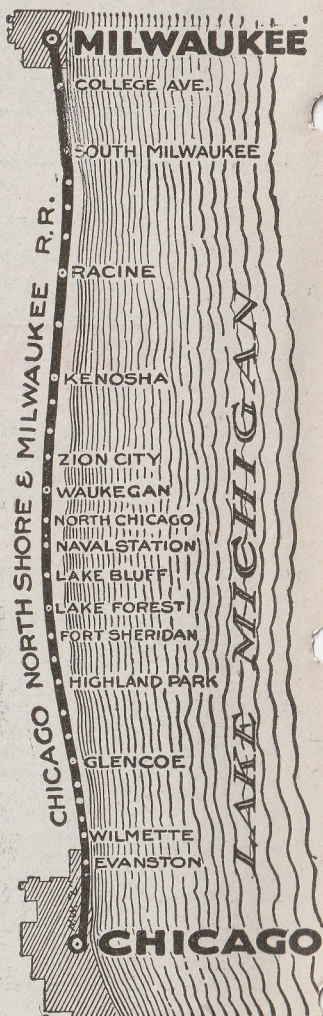 MILWAUKEE
COLLEGE AVE.
SOUTH MILWAUKEE
RACINE
KENOSHA
ZION CITY
WAUKEGAN
NORTH CHICAGO
NAVAL STATION
LAKE BLUFF
LAKE FOREST
FORT SHERIDAN
HIGHLAND PARK
GLENCOE
WILMETTE
EVANSTON
CHICAGO
CHICAGO NORTH SHORE & MILWAUKEE R.R.
LAKE MICHIGAN